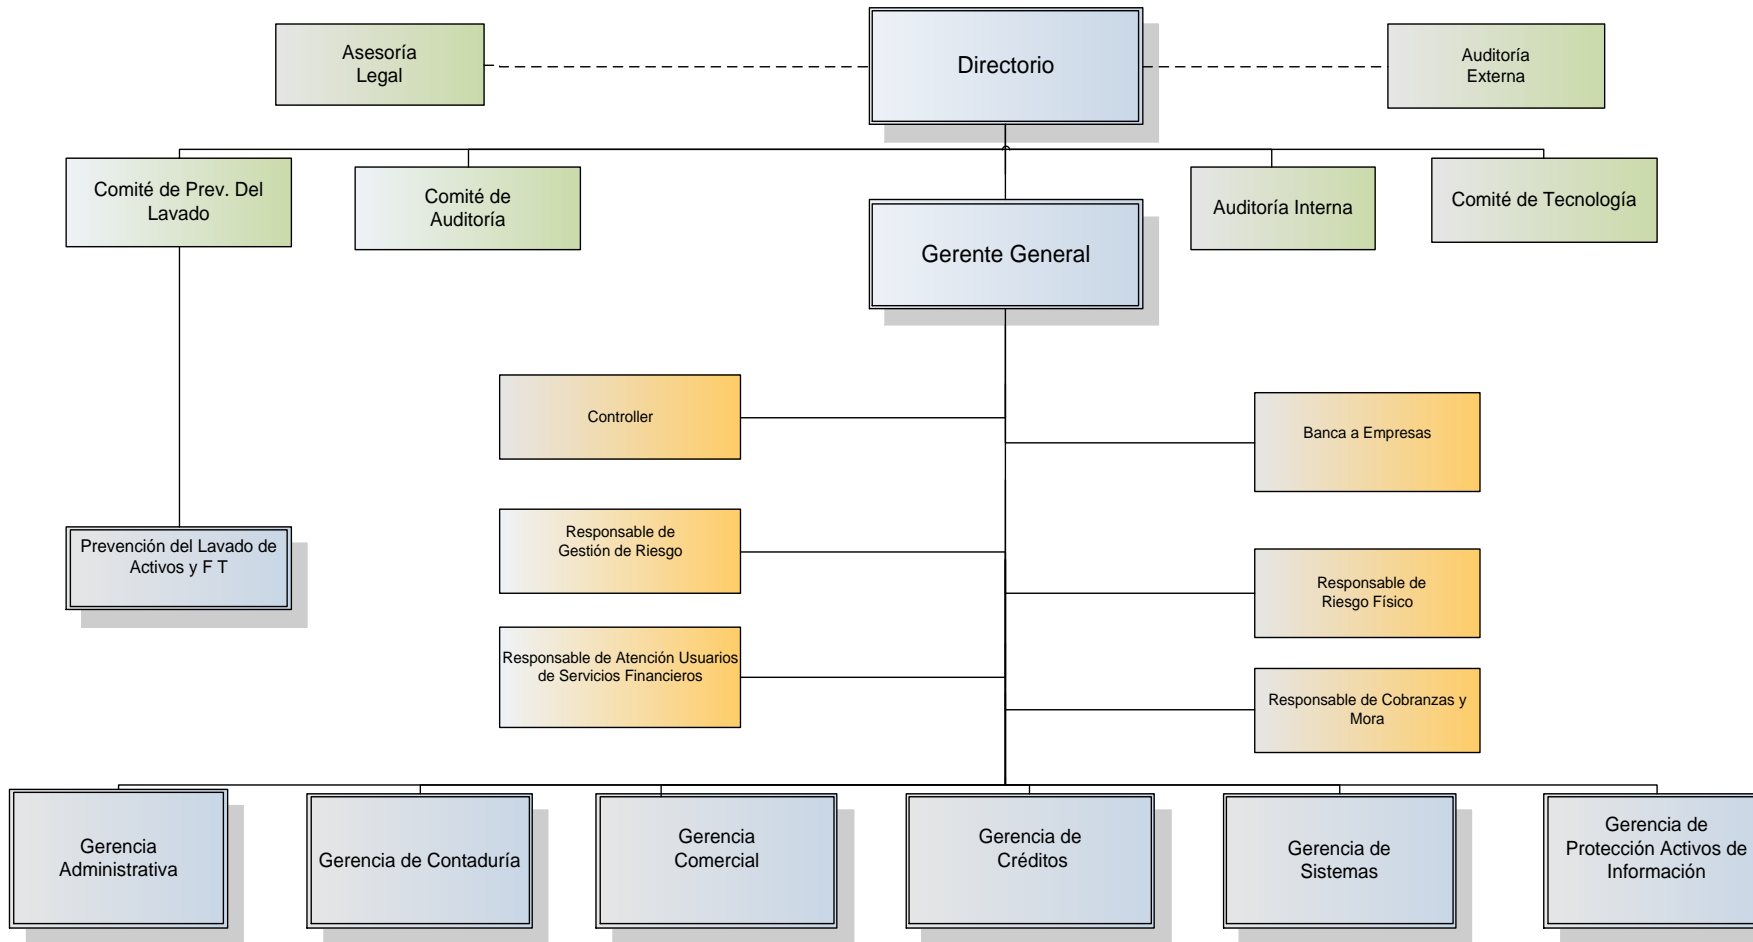 Asesoría
Legal
Directorio
Auditoría
Externa
Comité de Prev. Del
Lavado
Comité de
Auditoría
Auditoría Interna
Comité de Tecnología
Gerente General
Controller
Banca a Empresas
Responsable de
Gestión de Riesgo
Prevención del Lavado de
Activos y F T
Responsable de
Riesgo Físico
Responsable de Atención Usuarios
de Servicios Financieros
Responsable de Cobranzas y
Mora
Gerencia
Administrativa
Gerencia de Contaduría
Gerencia
Comercial
Gerencia de
Créditos
Gerencia de
Sistemas
Gerencia de
Protección Activos de
Información